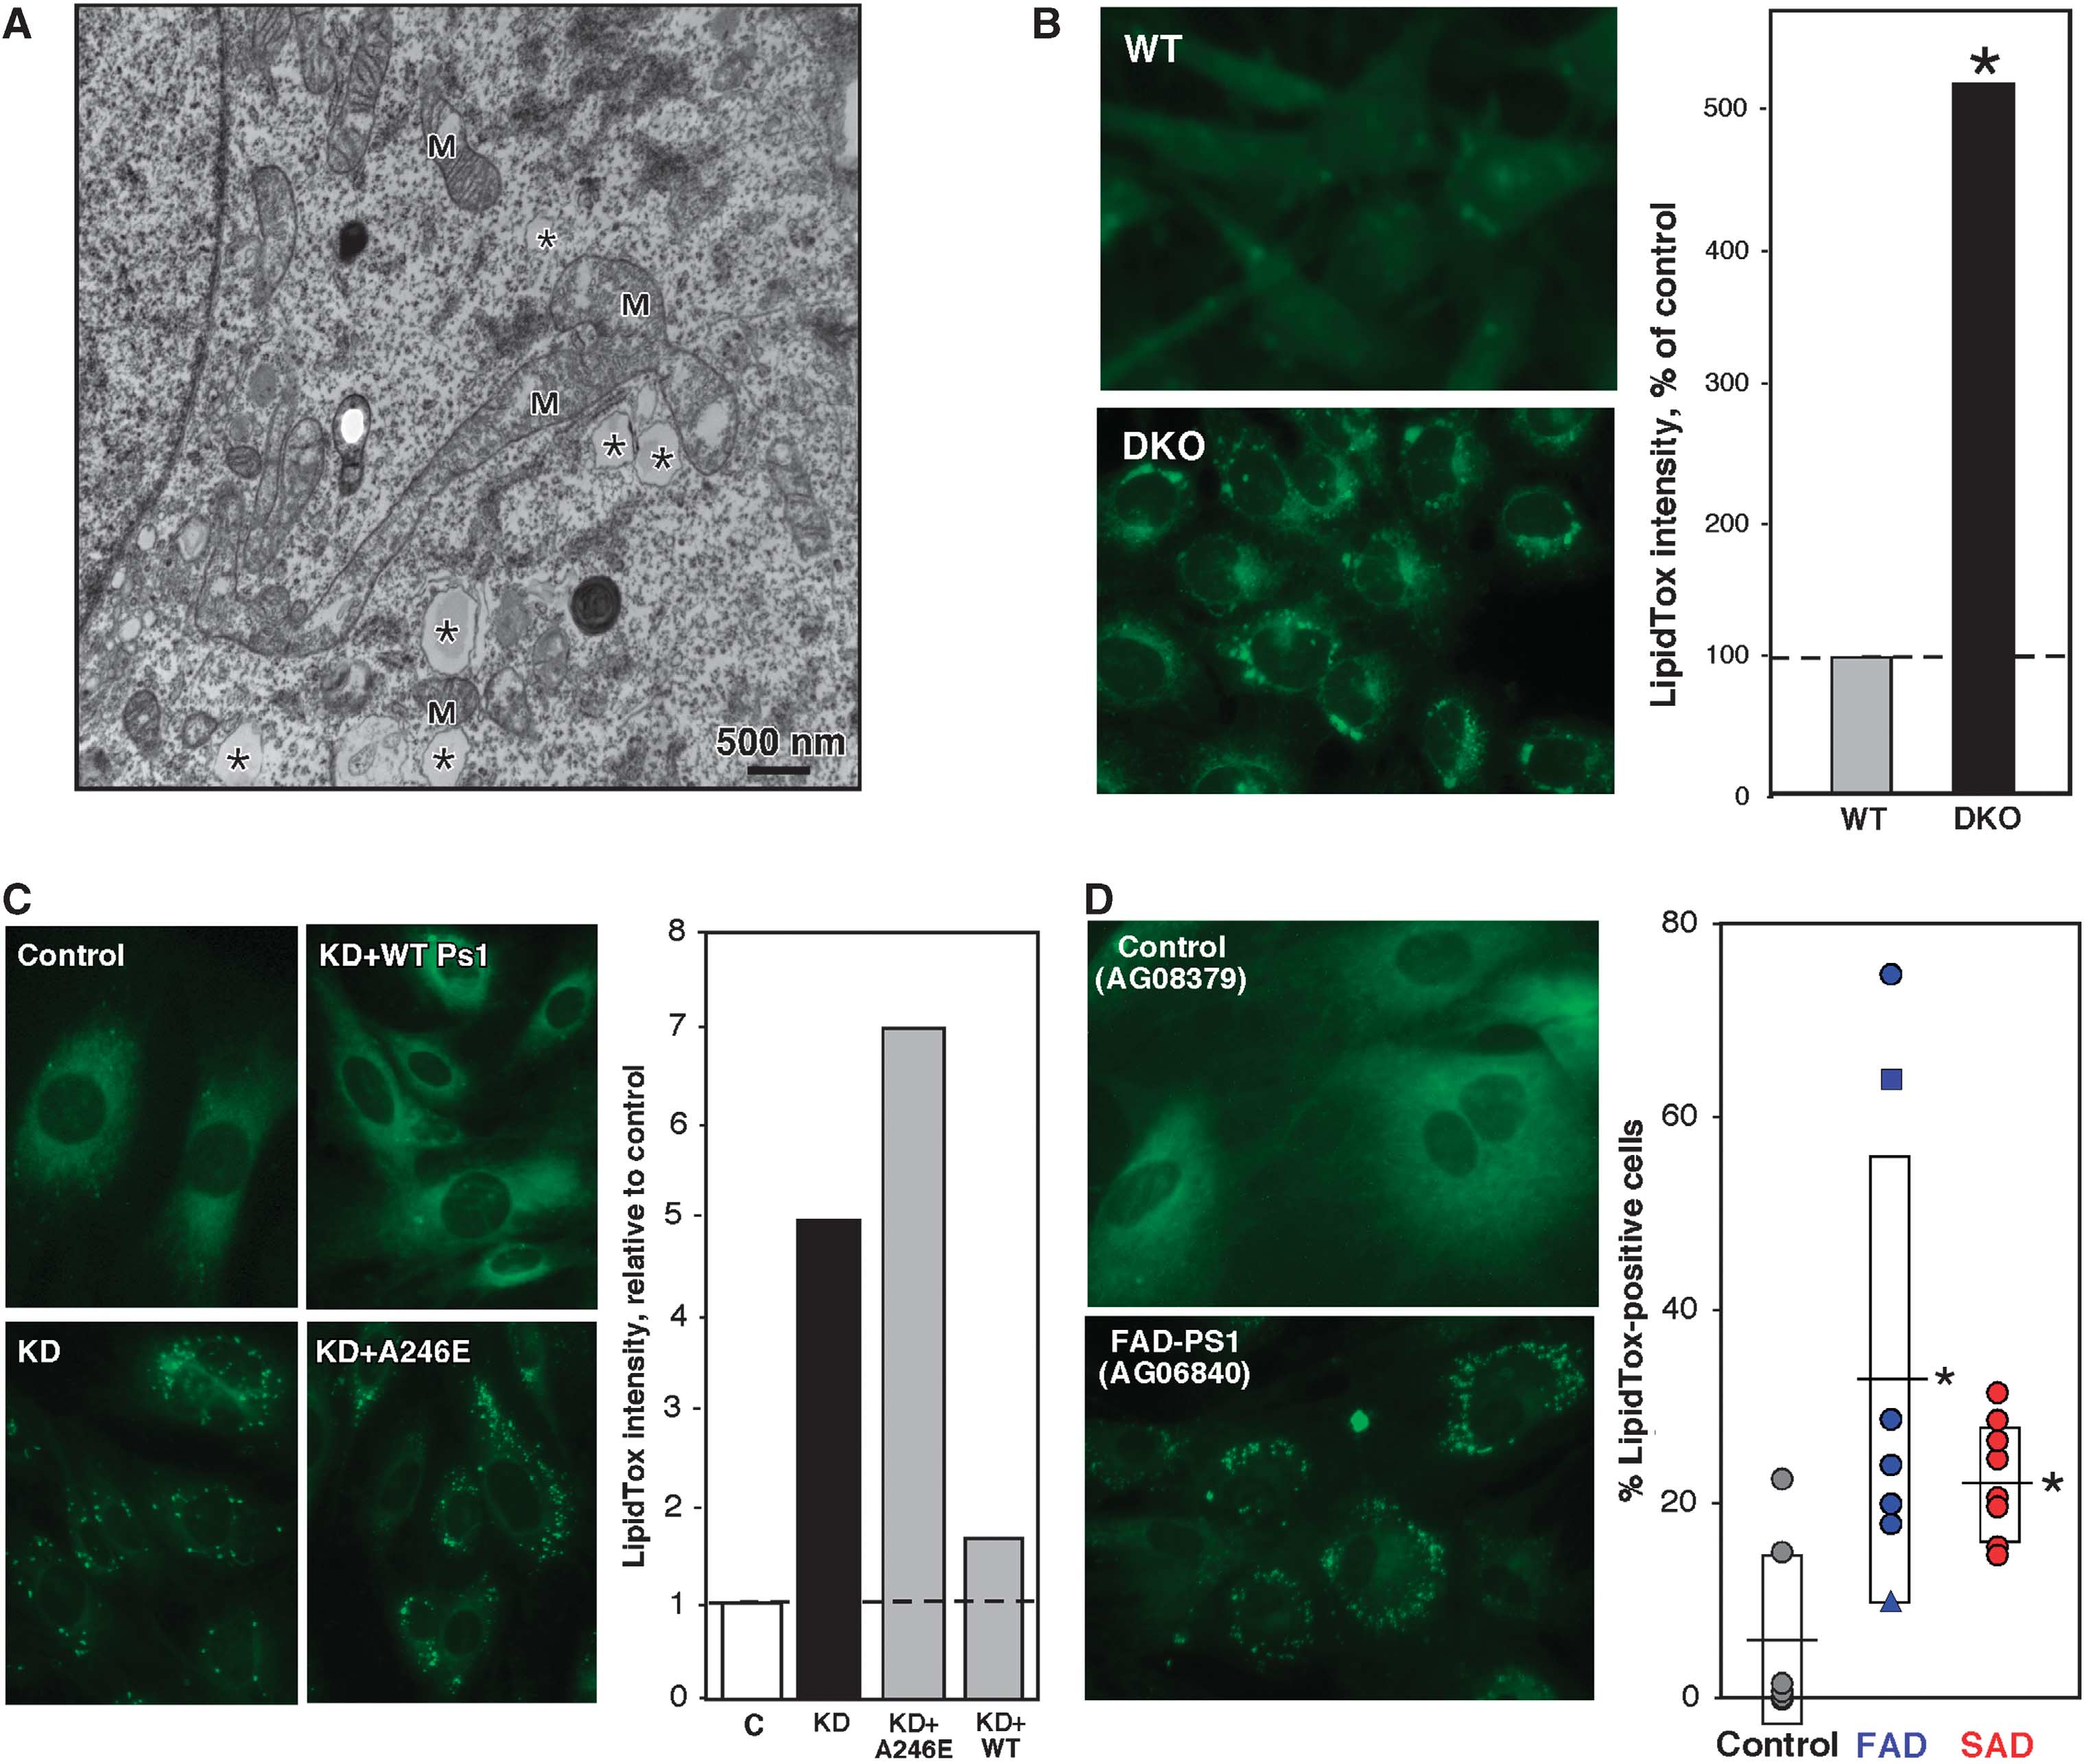 A
M
*
M
M
*
*
*
M
*
*
500 nm
B
WT
DKO
LipidTox intensity, % of control
500
400
300
200
100
0
*
WT
DKO
C
Control
KD+WT Ps1
KD
KD+A246E
LipidTox intensity, relative to control
8
7
6
5
4
3
2
1
0
C
KD
KD+
A246E
KD+
WT
D
Control
(AG08379)
FAD-PS1
(AG06840)
% LipidTox-positive cells
80
60
40
20
0
*
*
Control
FAD
SAD